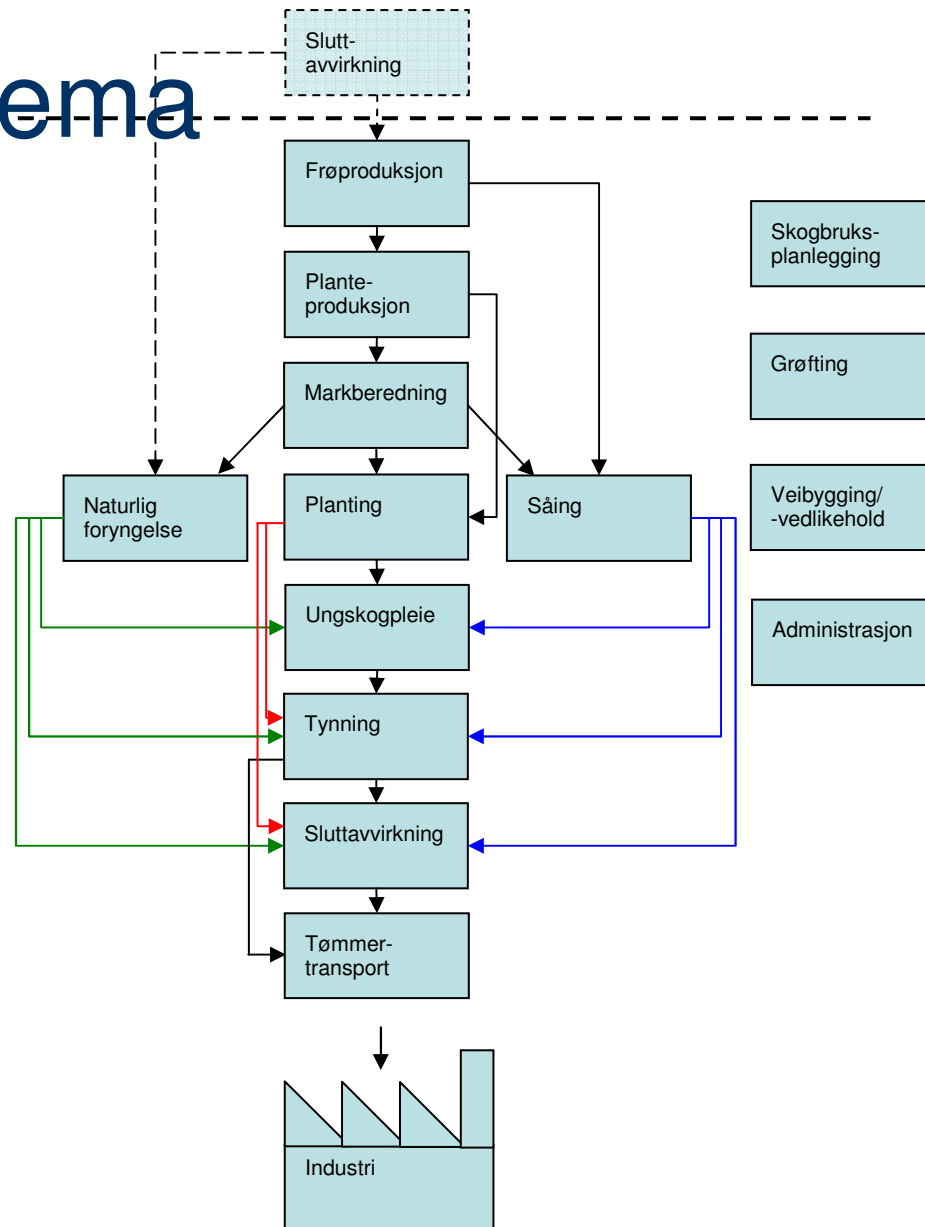 Slutt-
avvirkning
ema
Frøproduksjon
Plante-
produksjon
Markberedning
Naturlig
foryngelse
Planting
Såing
Ungskogpleie
Tynning
Sluttavvirkning
Tømmer-
transport
Industri
Skogbruks-
planlegging
Grøfting
Veibygging/
-vedlikehold
Administrasjon